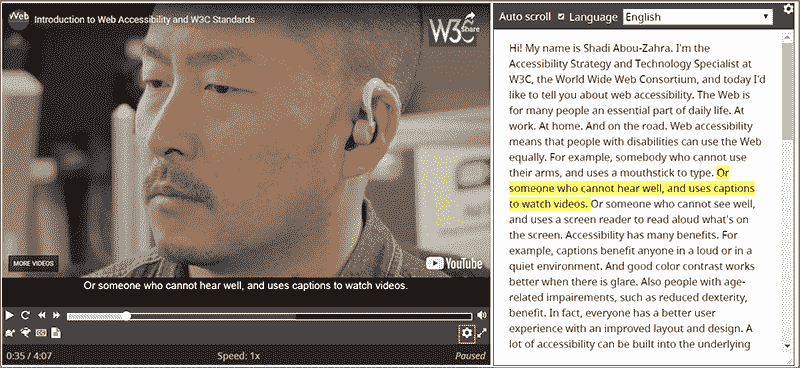 Web
Introduction to Web Accessibility and W3C Standards
W3C
Share
MORE VIDEOS
YouTube
Or someone who cannot hear well, and uses captions to watch videos.
0:35 / 4:07
Speed: 1x
Paused
Auto scroll
Language
English
Hi! My name is Shadi Abou-Zahra. I'm the
Accessibility Strategy and Technology Specialist at
W3C, the World Wide Web Consortium, and today I'd
like to tell you about web accessibility. The Web is
for many people an essential part of daily life. At
work. At home. And on the road. Web accessibility
means that people with disabilities can use the Web
equally. For example, somebody who cannot use
their arms, and uses a mouthstick to type. Or
someone who cannot hear well, and uses captions
to watch videos. Or someone who cannot see well,
and uses a screen reader to read aloud what's on
the screen. Accessibility has many benefits. For
example, captions benefit anyone in a loud or in a
quiet environment. And good color contrast works
better when there is glare. Also people with age-
related impairements, such as reduced dexterity,
benefit. In fact, everyone has a better user
experience with an improved layout and design. A
lot of accessibility can be built into the underlying